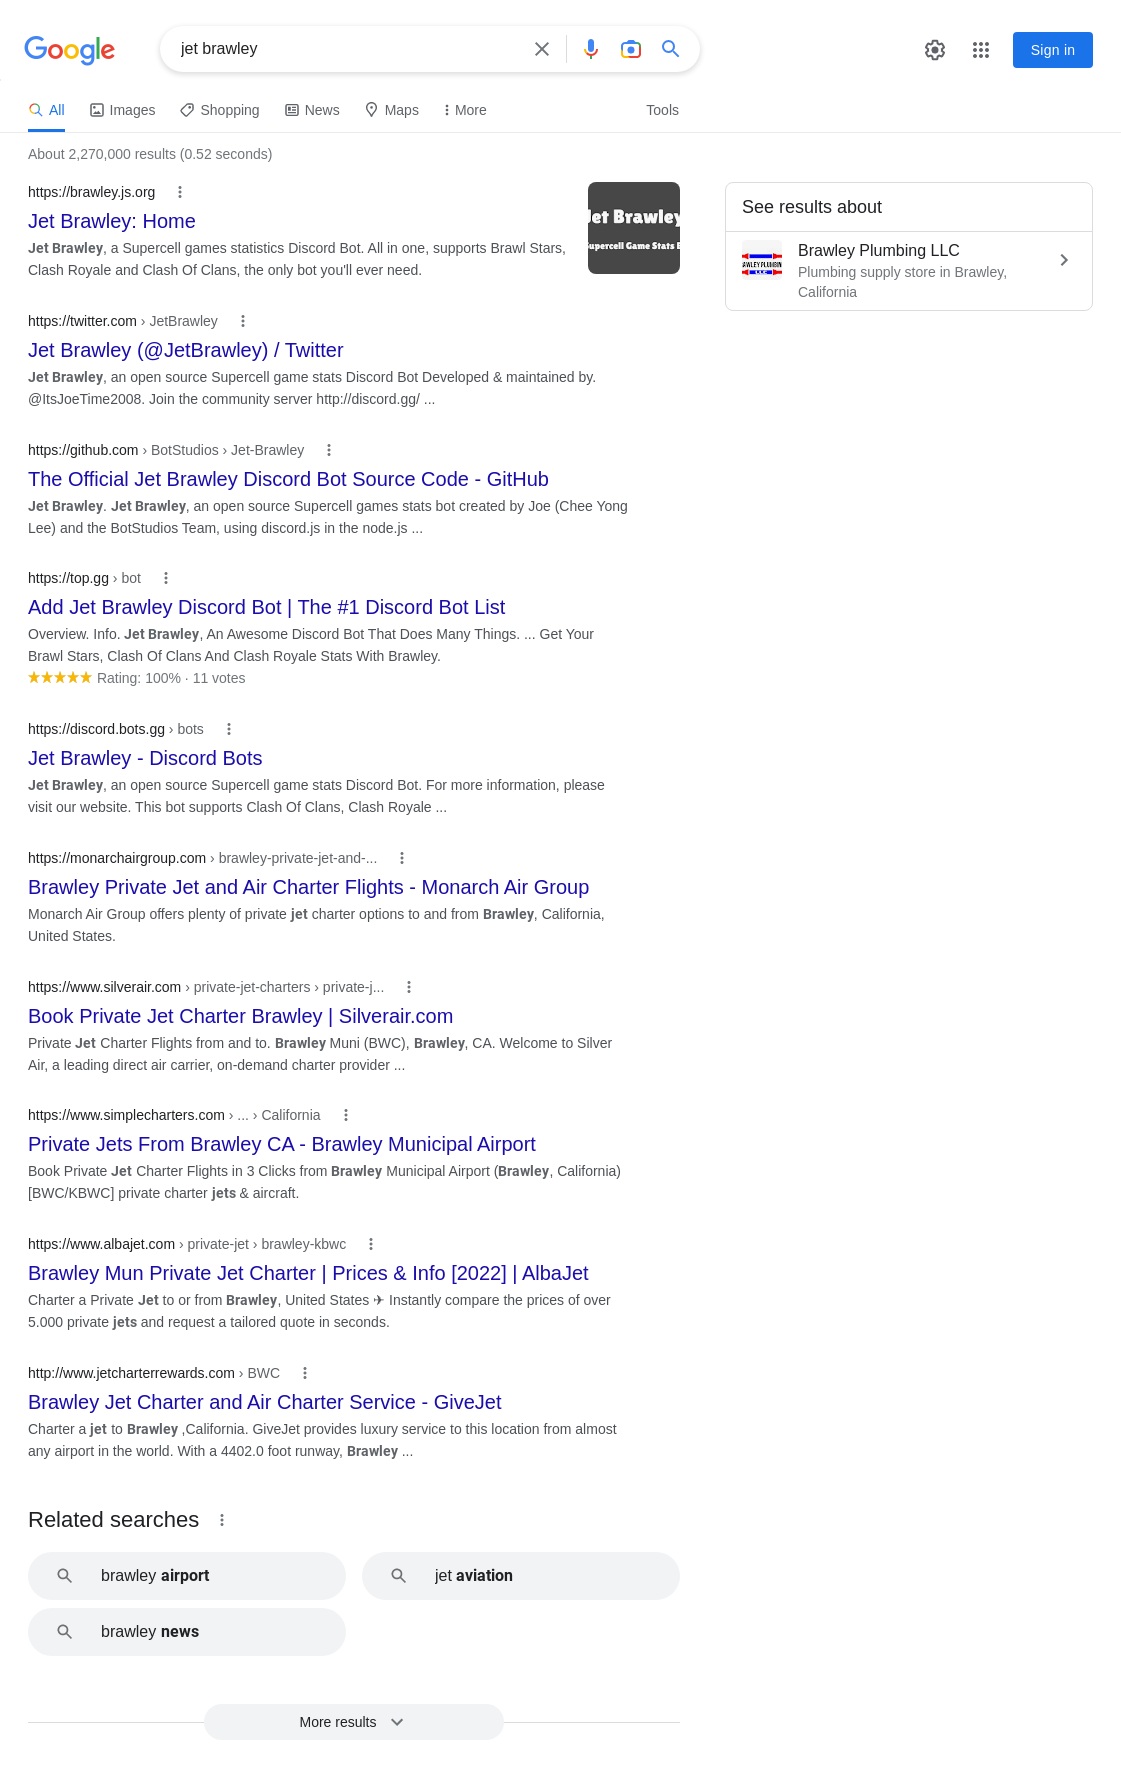 Google
jet brawley
Sign in
All
Images
Shopping
News
Maps
More
Tools
About 2,270,000 results (0.52 seconds)
https://brawley.js.org
Jet Brawley: Home
Jet Brawley, a Supercell games statistics Discord Bot. All in one, supports Brawl Stars,
Clash Royale and Clash Of Clans, the only bot you'll ever need.
Jet Brawley
Supercell Game Stats B
https://twitter.com › JetBrawley
Jet Brawley (@JetBrawley) / Twitter
Jet Brawley, an open source Supercell game stats Discord Bot Developed & maintained by.
@ItsJoeTime2008. Join the community server http://discord.gg/ ...
https://github.com › BotStudios › Jet-Brawley
The Official Jet Brawley Discord Bot Source Code - GitHub
Jet Brawley. Jet Brawley, an open source Supercell games stats bot created by Joe (Chee Yong
Lee) and the BotStudios Team, using discord.js in the node.js ...
https://top.gg › bot
Add Jet Brawley Discord Bot | The #1 Discord Bot List
Overview. Info. Jet Brawley, An Awesome Discord Bot That Does Many Things. ... Get Your
Brawl Stars, Clash Of Clans And Clash Royale Stats With Brawley.
Rating: 100% · 11 votes
https://discord.bots.gg › bots
Jet Brawley - Discord Bots
Jet Brawley, an open source Supercell game stats Discord Bot. For more information, please
visit our website. This bot supports Clash Of Clans, Clash Royale ...
https://monarchairgroup.com › brawley-private-jet-and-...
Brawley Private Jet and Air Charter Flights - Monarch Air Group
Monarch Air Group offers plenty of private jet charter options to and from Brawley, California,
United States.
https://www.silverair.com › private-jet-charters › private-j...
Book Private Jet Charter Brawley | Silverair.com
Private Jet Charter Flights from and to. Brawley Muni (BWC), Brawley, CA. Welcome to Silver
Air, a leading direct air carrier, on-demand charter provider ...
https://www.simplecharters.com › ... › California
Private Jets From Brawley CA - Brawley Municipal Airport
Book Private Jet Charter Flights in 3 Clicks from Brawley Municipal Airport (Brawley, California)
[BWC/KBWC] private charter jets & aircraft.
https://www.albajet.com › private-jet › brawley-kbwc
Brawley Mun Private Jet Charter | Prices & Info [2022] | AlbaJet
Charter a Private Jet to or from Brawley, United States ✈ Instantly compare the prices of over
5.000 private jets and request a tailored quote in seconds.
http://www.jetcharterrewards.com › BWC
Brawley Jet Charter and Air Charter Service - GiveJet
Charter a jet to Brawley ,California. GiveJet provides luxury service to this location from almost
any airport in the world. With a 4402.0 foot runway, Brawley ...
Related searches
brawley airport
jet aviation
brawley news
More results
See results about
AWLEY PLUMBIN
LLC
Brawley Plumbing LLC
Plumbing supply store in Brawley,
California